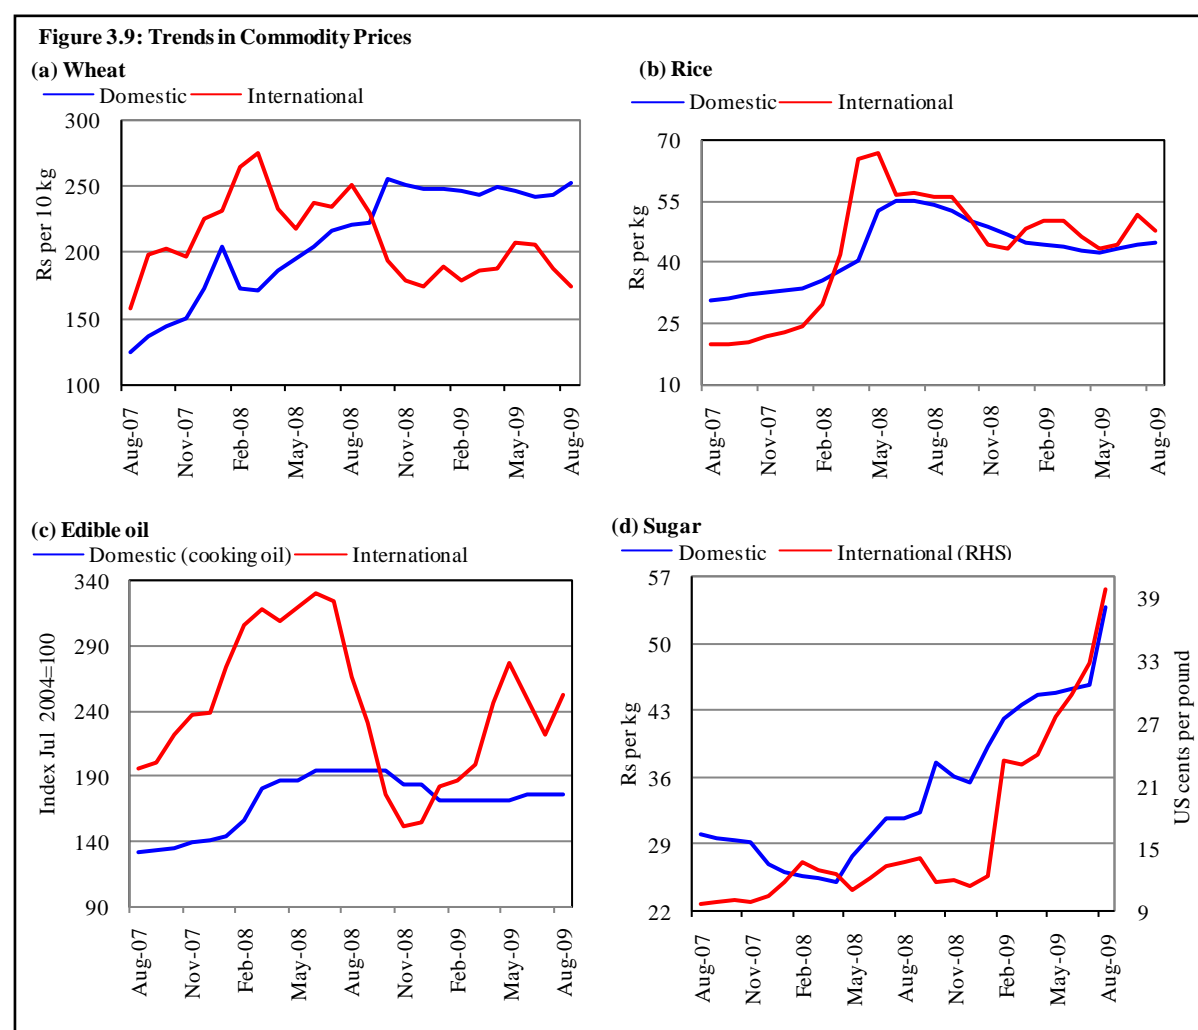 Figure 3.9: Trends in Commodity Prices
(a) Wheat
Domestic International
Rs per 10 kg
300
250
200
150
100
Aug-07
Nov-07
Feb-08
May-08
Aug-08
Nov-08
Feb-09
May-09
Aug-09
(b) Rice
Domestic International
Rs per kg
70
55
40
25
10
Aug-07
Nov-07
Feb-08
May-08
Aug-08
Nov-08
Feb-09
May-09
Aug-09
(c) Edible oil
Domestic (cooking oil) International
Index Jul 2004=100
340
290
240
190
140
90
Aug-07
Nov-07
Feb-08
May-08
Aug-08
Nov-08
Feb-09
May-09
Aug-09
(d) Sugar
Domestic International (RHS)
Rs per kg
57
50
43
36
29
22
39
33
27
21
15
9
US cents per pound
Aug-07
Nov-07
Feb-08
May-08
Aug-08
Nov-08
Feb-09
May-09
Aug-09